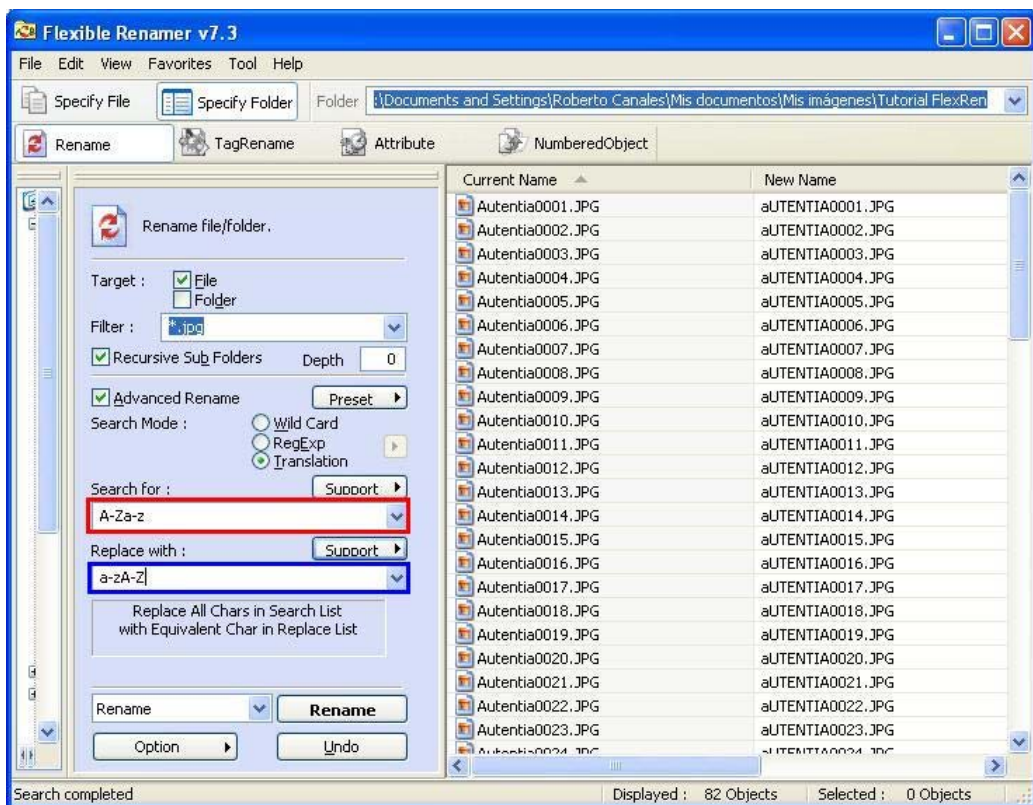 Flexible Renamer v7.3
File Edit View Favorites Tool Help
Specify File Specify Folder Folder :\Documents and Settings\Roberto Canales\Mis documentos\Mis imágenes\Tutorial FlexRen
Rename TagRename Attribute NumberedObject
Rename file/folder.
Target : File
Folder
Filter : *.jpg
Recursive Sub Folders Depth 0
Advanced Rename Preset
Search Mode : Wild Card
RegExp
Translation
Search for : Support
A-Za-z
Replace with : Support
a-zA-Z
Replace All Chars in Search List
with Equivalent Char in Replace List
Rename Rename
Option Undo
Current Name New Name
Autentia0001.JPG aUTENTIA0001.JPG
Autentia0002.JPG aUTENTIA0002.JPG
Autentia0003.JPG aUTENTIA0003.JPG
Autentia0004.JPG aUTENTIA0004.JPG
Autentia0005.JPG aUTENTIA0005.JPG
Autentia0006.JPG aUTENTIA0006.JPG
Autentia0007.JPG aUTENTIA0007.JPG
Autentia0008.JPG aUTENTIA0008.JPG
Autentia0009.JPG aUTENTIA0009.JPG
Autentia0010.JPG aUTENTIA0010.JPG
Autentia0011.JPG aUTENTIA0011.JPG
Autentia0012.JPG aUTENTIA0012.JPG
Autentia0013.JPG aUTENTIA0013.JPG
Autentia0014.JPG aUTENTIA0014.JPG
Autentia0015.JPG aUTENTIA0015.JPG
Autentia0016.JPG aUTENTIA0016.JPG
Autentia0017.JPG aUTENTIA0017.JPG
Autentia0018.JPG aUTENTIA0018.JPG
Autentia0019.JPG aUTENTIA0019.JPG
Autentia0020.JPG aUTENTIA0020.JPG
Autentia0021.JPG aUTENTIA0021.JPG
Autentia0022.JPG aUTENTIA0022.JPG
Autentia0023.JPG aUTENTIA0023.JPG
Autentia0024.JPG aUTENTIA0024.JPG
Search completed Displayed : 82 Objects Selected : 0 Objects